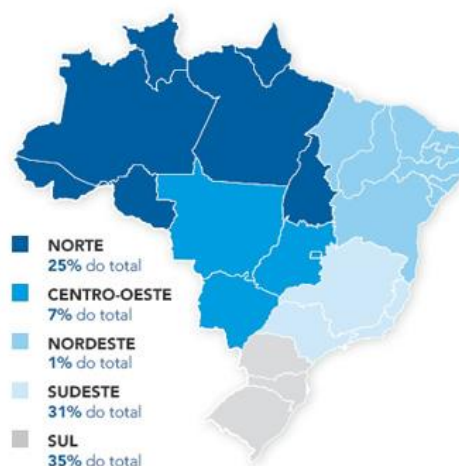 NORTE
25% do total
CENTRO-OESTE
7% do total
NORDESTE
1% do total
SUDESTE
31% do total
SUL
35% do total